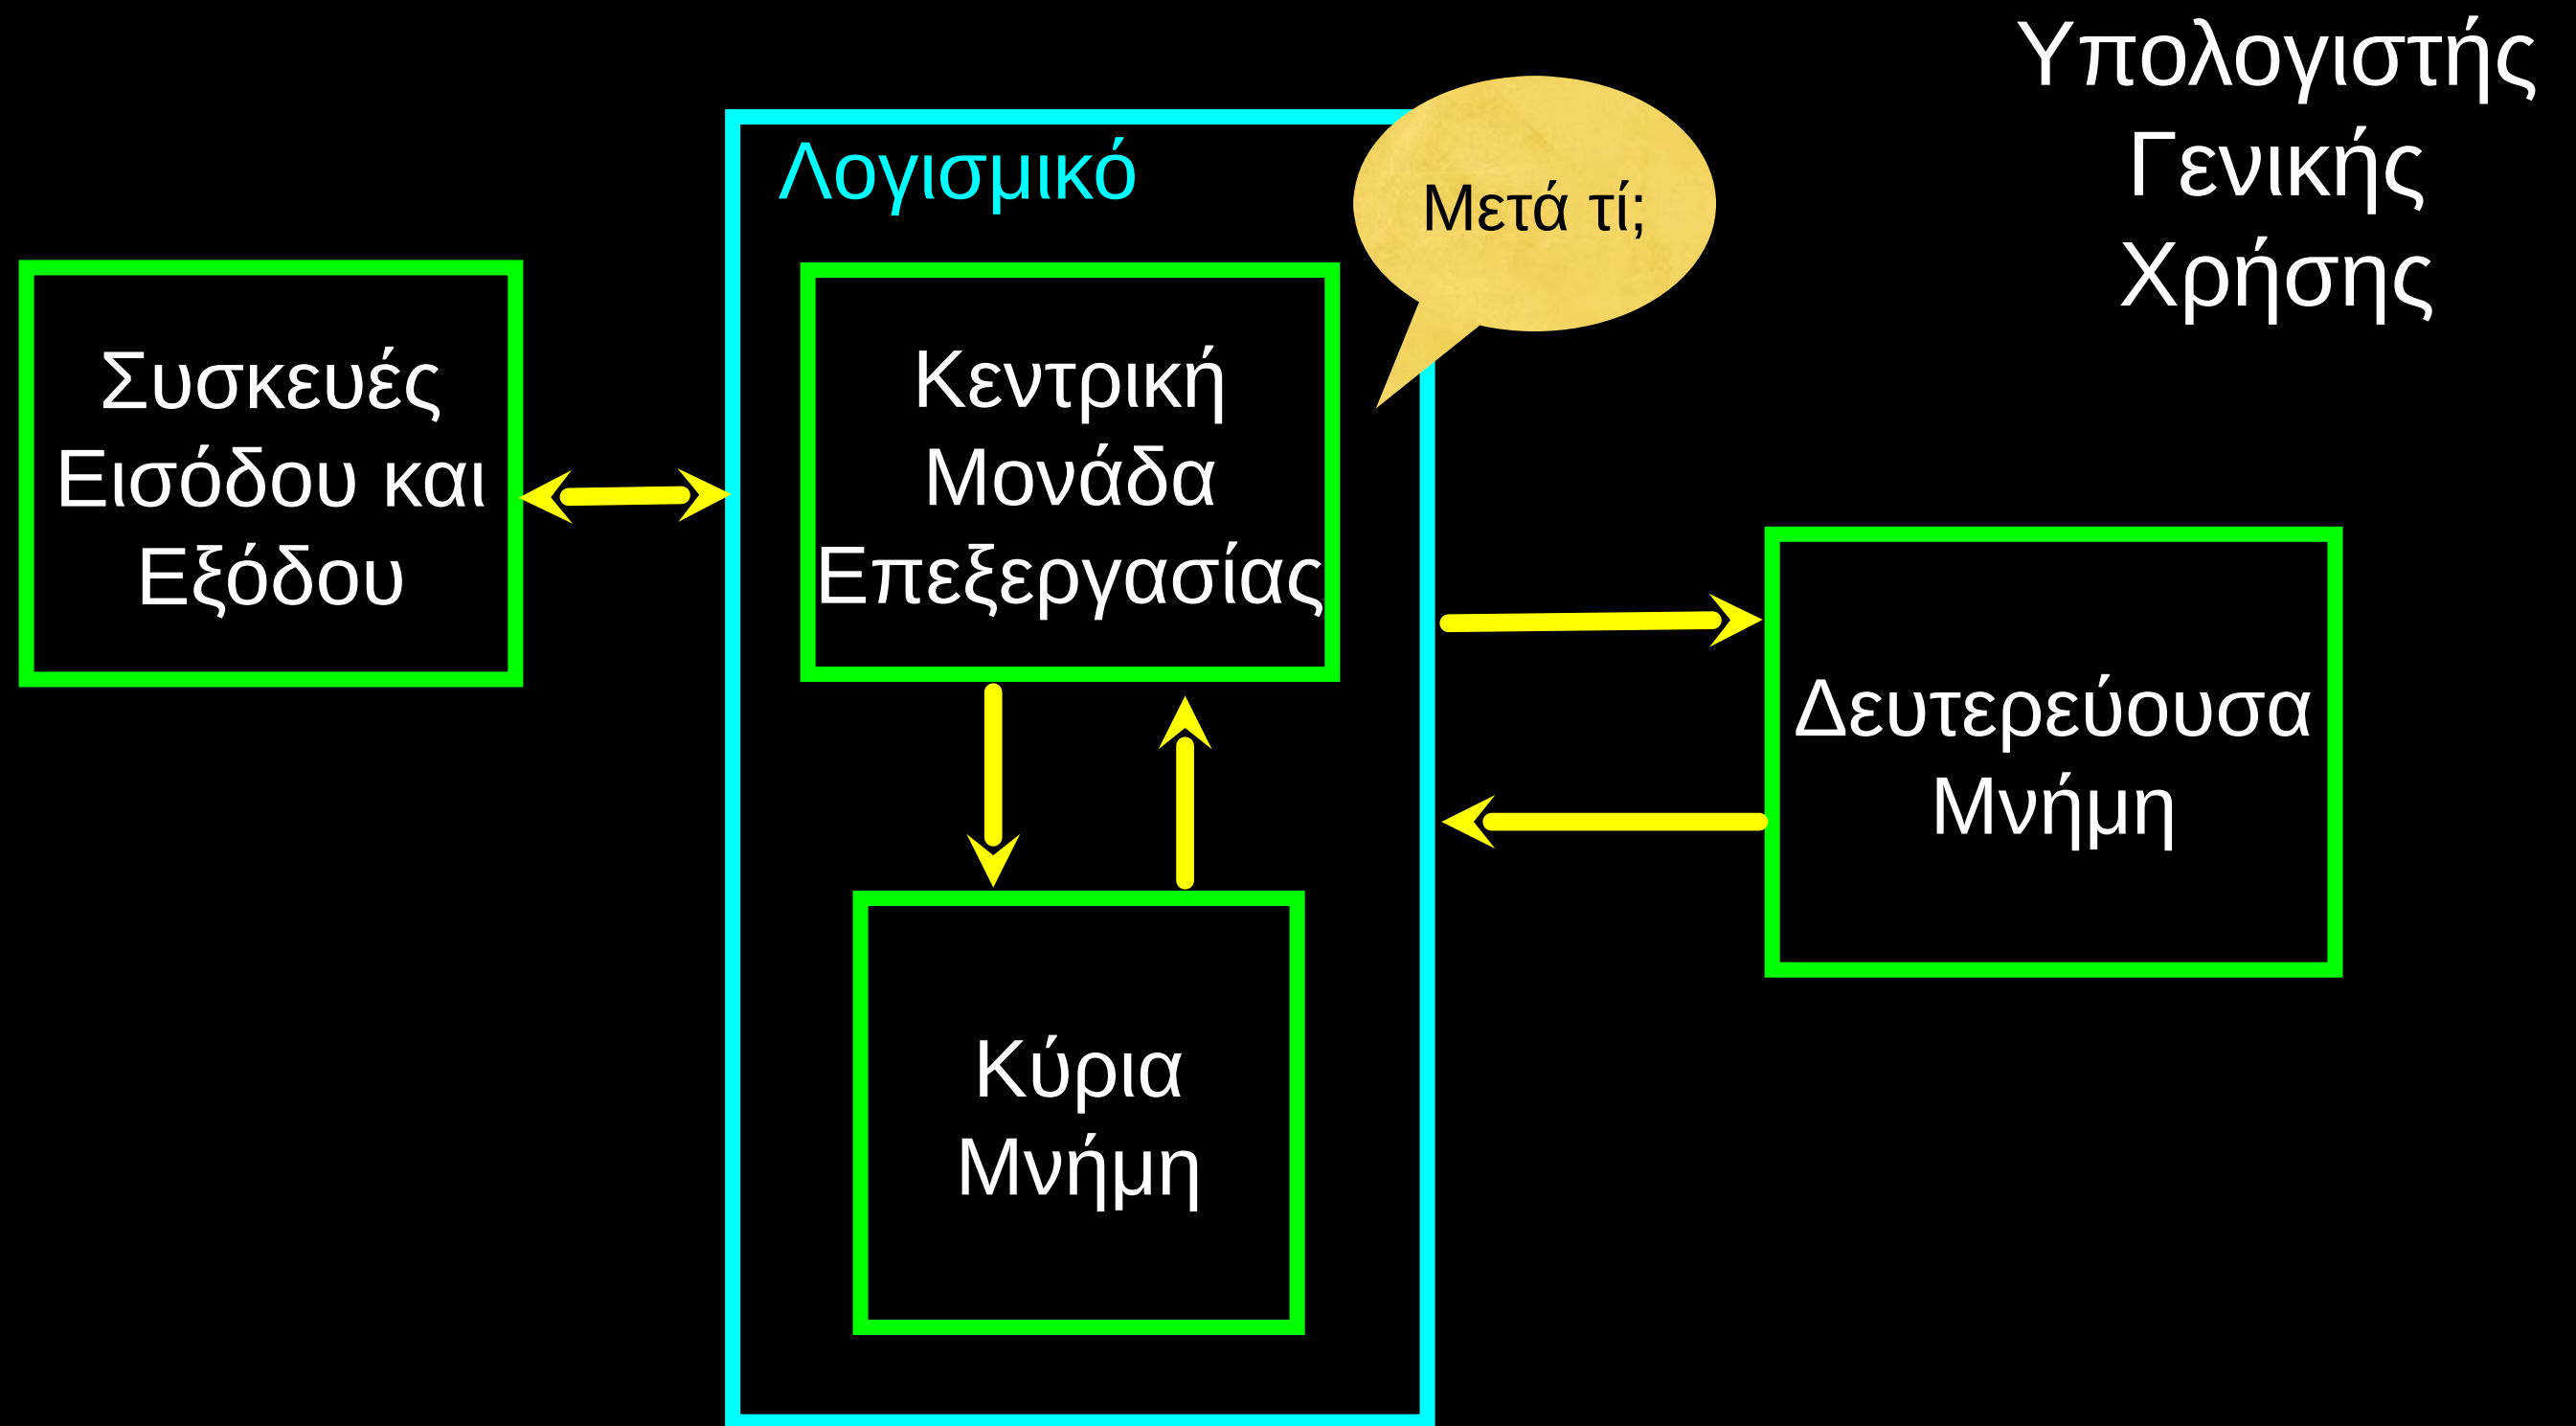 Υπολογιστής
Γενικής
Χρήσης
Λογισμικό
Μετά τί;
Συσκευές
Εισόδου και
Εξόδου
Κεντρική
Μονάδα
Επεξεργασίας
Δευτερεύουσα
Μνήμη
Κύρια
Μνήμη